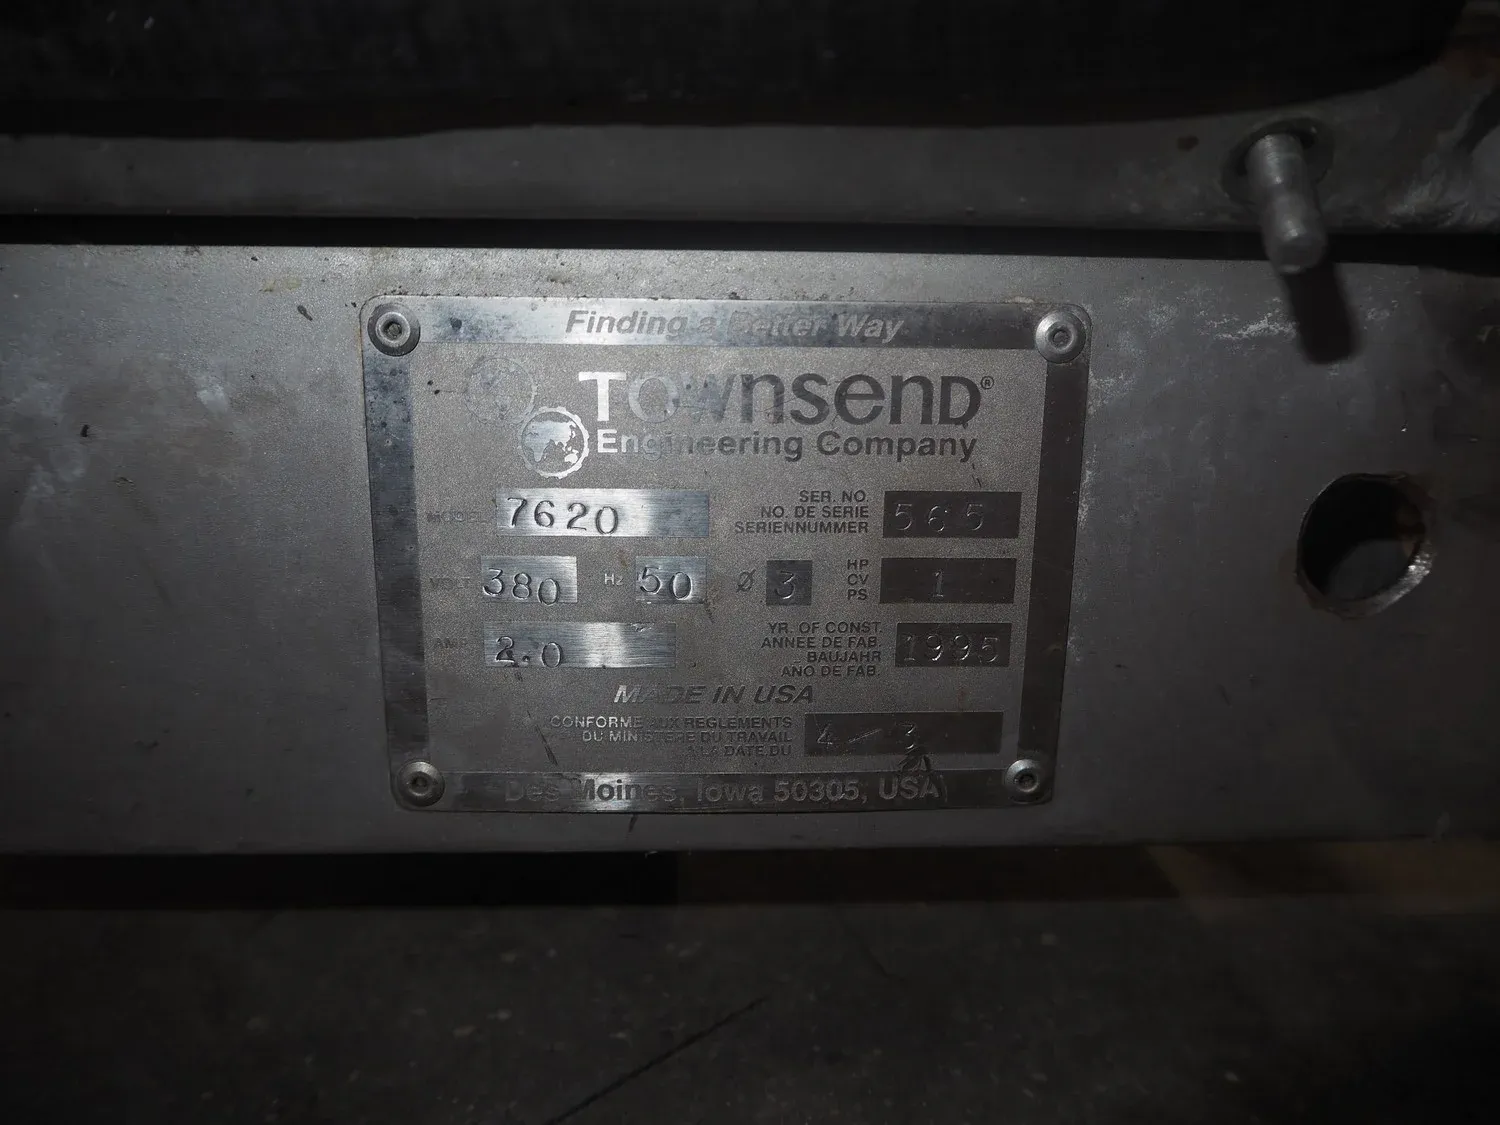 Finding a Better Way
TOWNSEND®
Engineering Company
MODEL 7620
SER. NO.
NO. DE SERIE
SERIENNUMMER
565
VOLT 380 Hz 50 Ø 3
HP
CV
PS
1
AMP 2.0
YR. OF CONST.
ANNÉE DE FAB.
BAUJAHR
AÑO DE FAB.
1995
MADE IN USA
CONFORME AUX REGLEMENTS
DU MINISTERE DU TRAVAIL
A LA DATE DU
4-3
Des Moines, Iowa 50305, USA